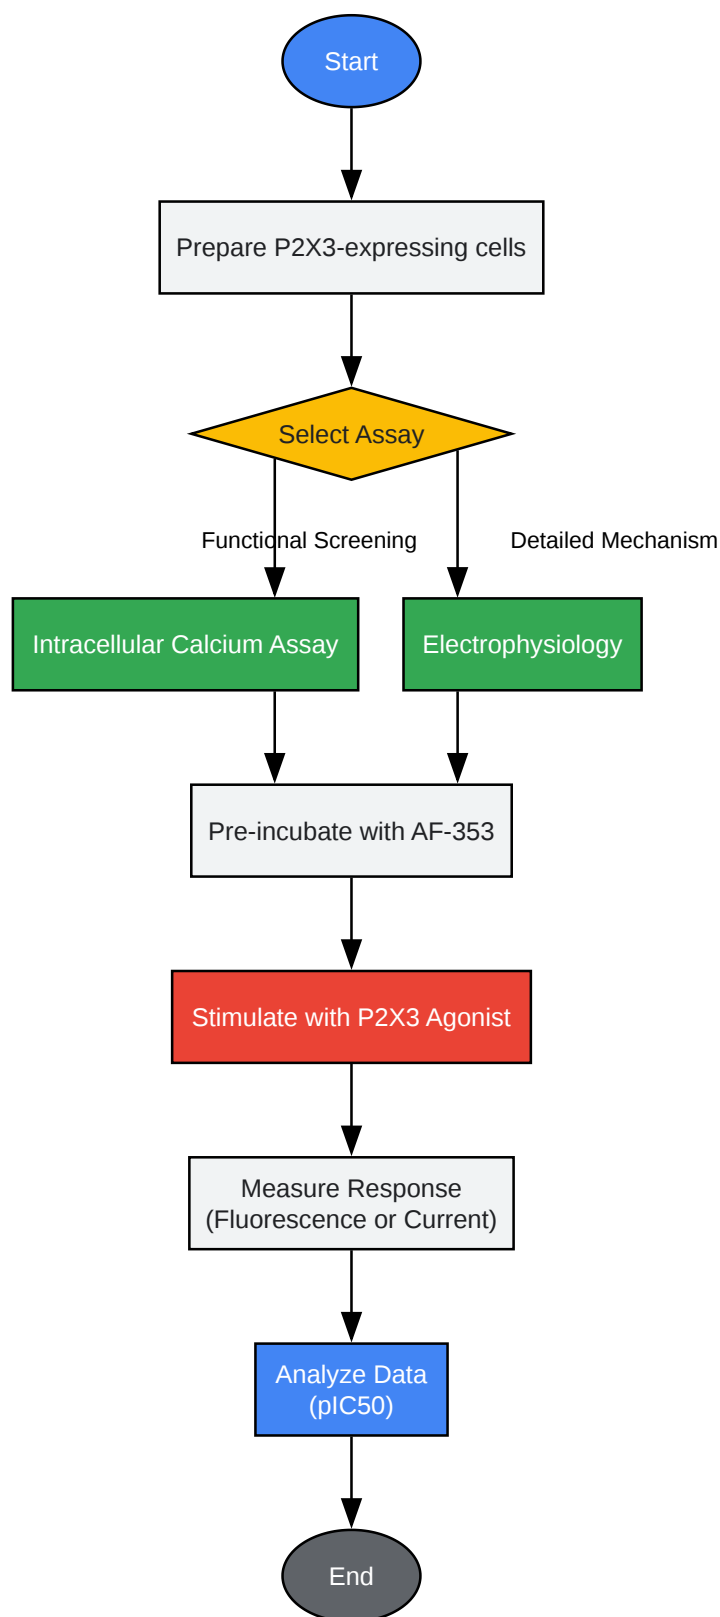 Start
Prepare P2X3-expressing cells
Select Assay
Functional Screening
Detailed Mechanism
Intracellular Calcium Assay
Electrophysiology
Pre-incubate with AF-353
Stimulate with P2X3 Agonist
Measure Response
(Fluorescence or Current)
Analyze Data
(pIC50)
End